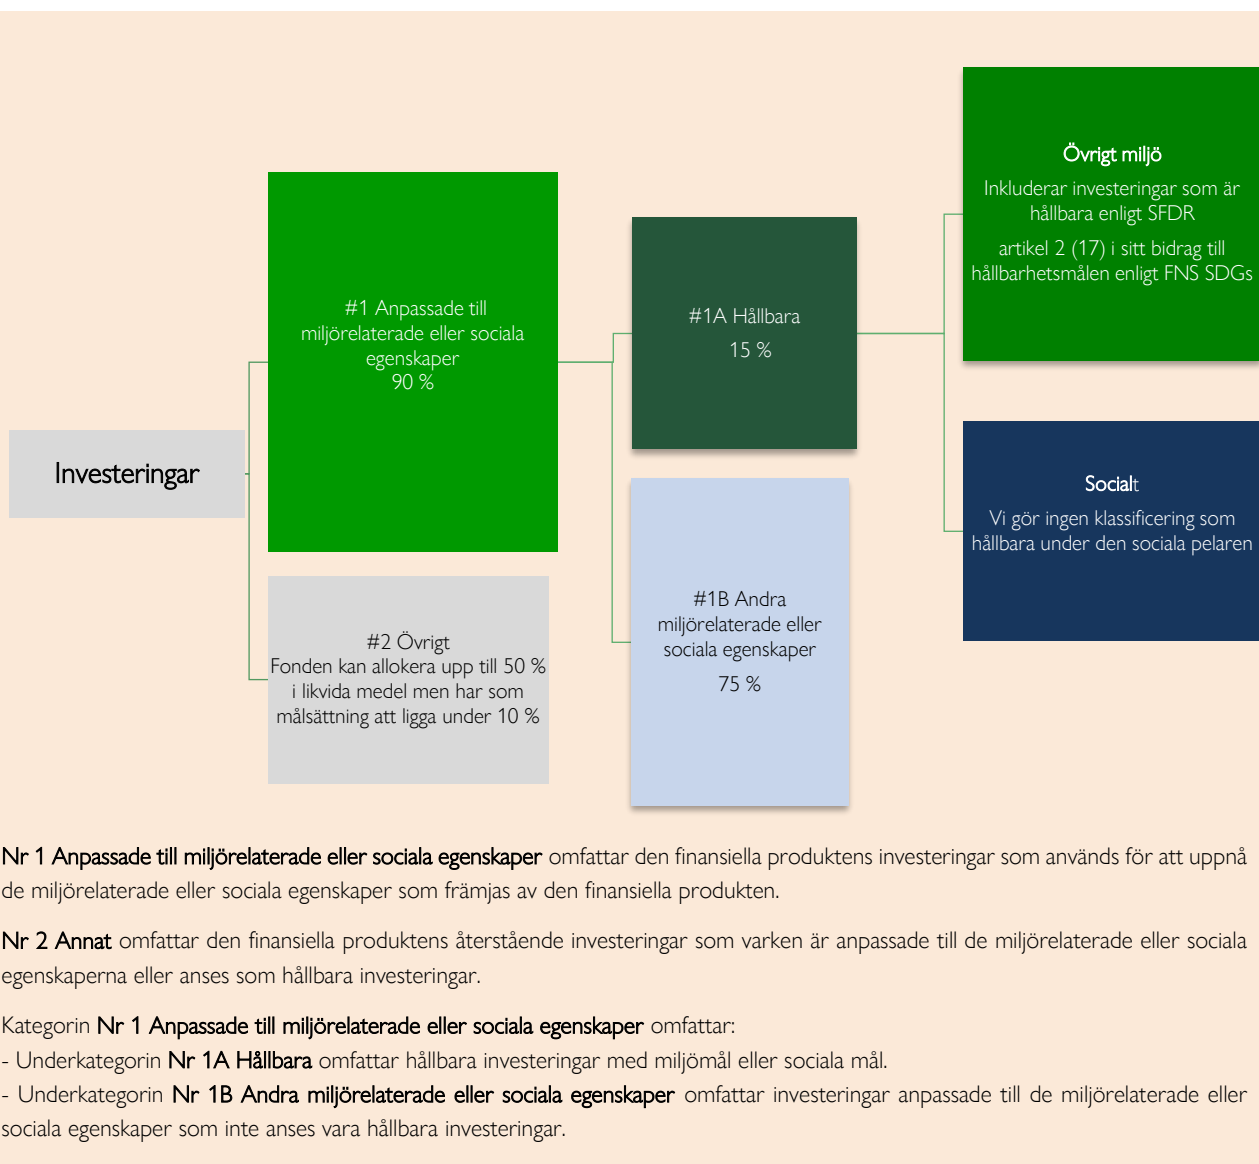 Investeringar
#1 Anpassade till
miljörelaterade eller sociala
egenskaper
90 %
#2 Övrigt
Fonden kan allokera upp till 50 %
i likvida medel men har som
målsättning att ligga under 10 %
#1A Hållbara
15 %
#1B Andra
miljörelaterade eller
sociala egenskaper
75 %
Övrigt miljö
Inkluderar investeringar som är
hållbara enligt SFDR
artikel 2 (17) i sitt bidrag till
hållbarhetsmålen enligt FNS SDGs
Socialt
Vi gör ingen klassificering som
hållbara under den sociala pelaren
Nr 1 Anpassade till miljörelaterade eller sociala egenskaper omfattar den finansiella produktens investeringar som används för att uppnå
de miljörelaterade eller sociala egenskaper som främjas av den finansiella produkten.
Nr 2 Annat omfattar den finansiella produktens återstående investeringar som varken är anpassade till de miljörelaterade eller sociala
egenskaperna eller anses som hållbara investeringar.
Kategorin Nr 1 Anpassade till miljörelaterade eller sociala egenskaper omfattar:
- Underkategorin Nr 1A Hållbara omfattar hållbara investeringar med miljömål eller sociala mål.
- Underkategorin Nr 1B Andra miljörelaterade eller sociala egenskaper omfattar investeringar anpassade till de miljörelaterade eller
sociala egenskaper som inte anses vara hållbara investeringar.